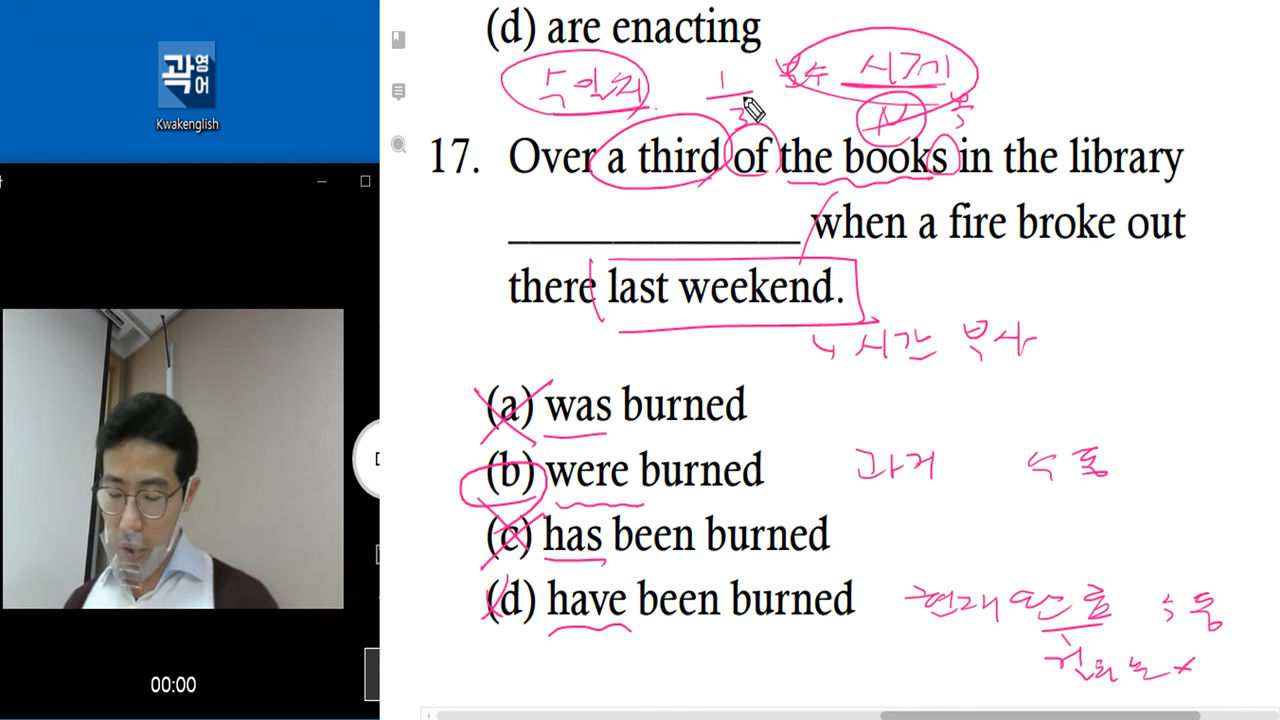 (d) are enacting
곽영어
Kwakenglish
수일치
1/3
복수
시제
N
17. Over a third of the books in the library
_______________ when a fire broke out
there last weekend.
시간 부사
(a) was burned
(b) were burned
과거 수동
(c) has been burned
(d) have been burned
현재완료 수동
00:00